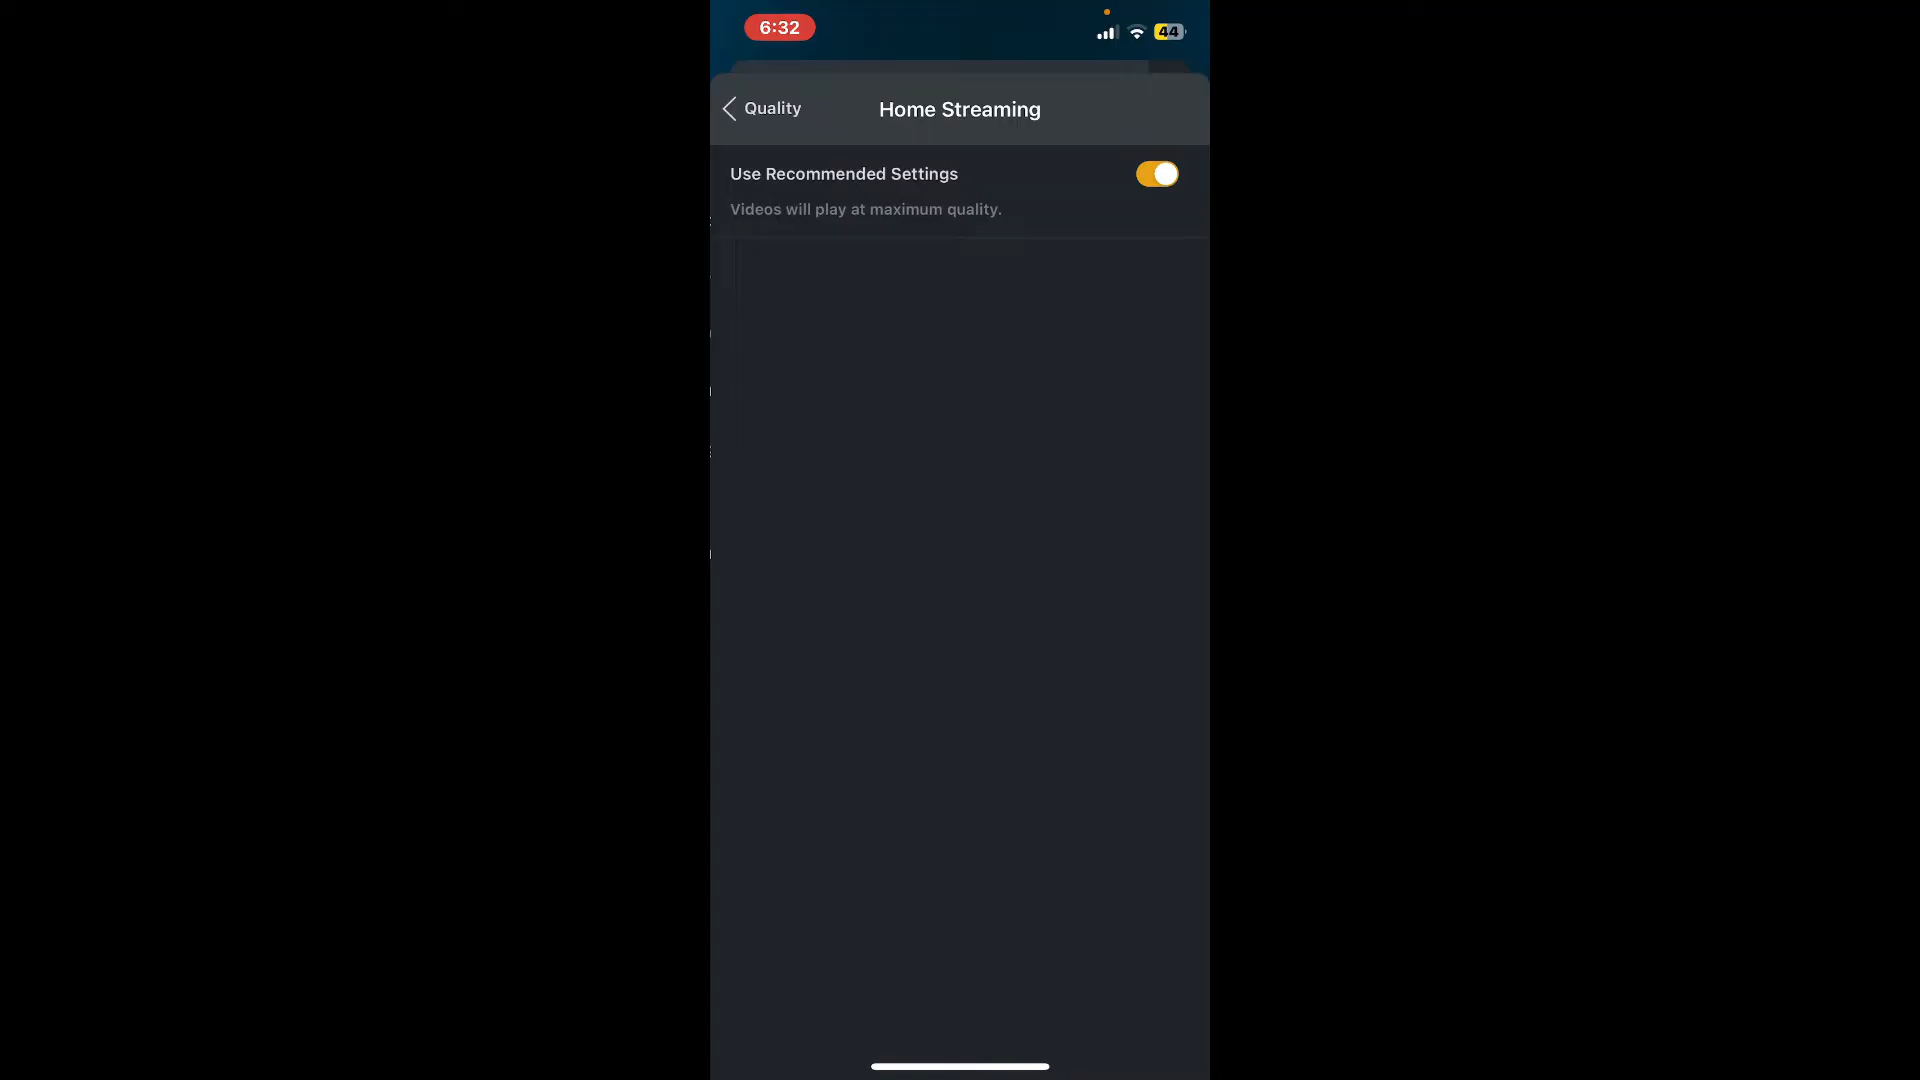 6:32
44
Quality
Home Streaming
Use Recommended Settings
Videos will play at maximum quality.